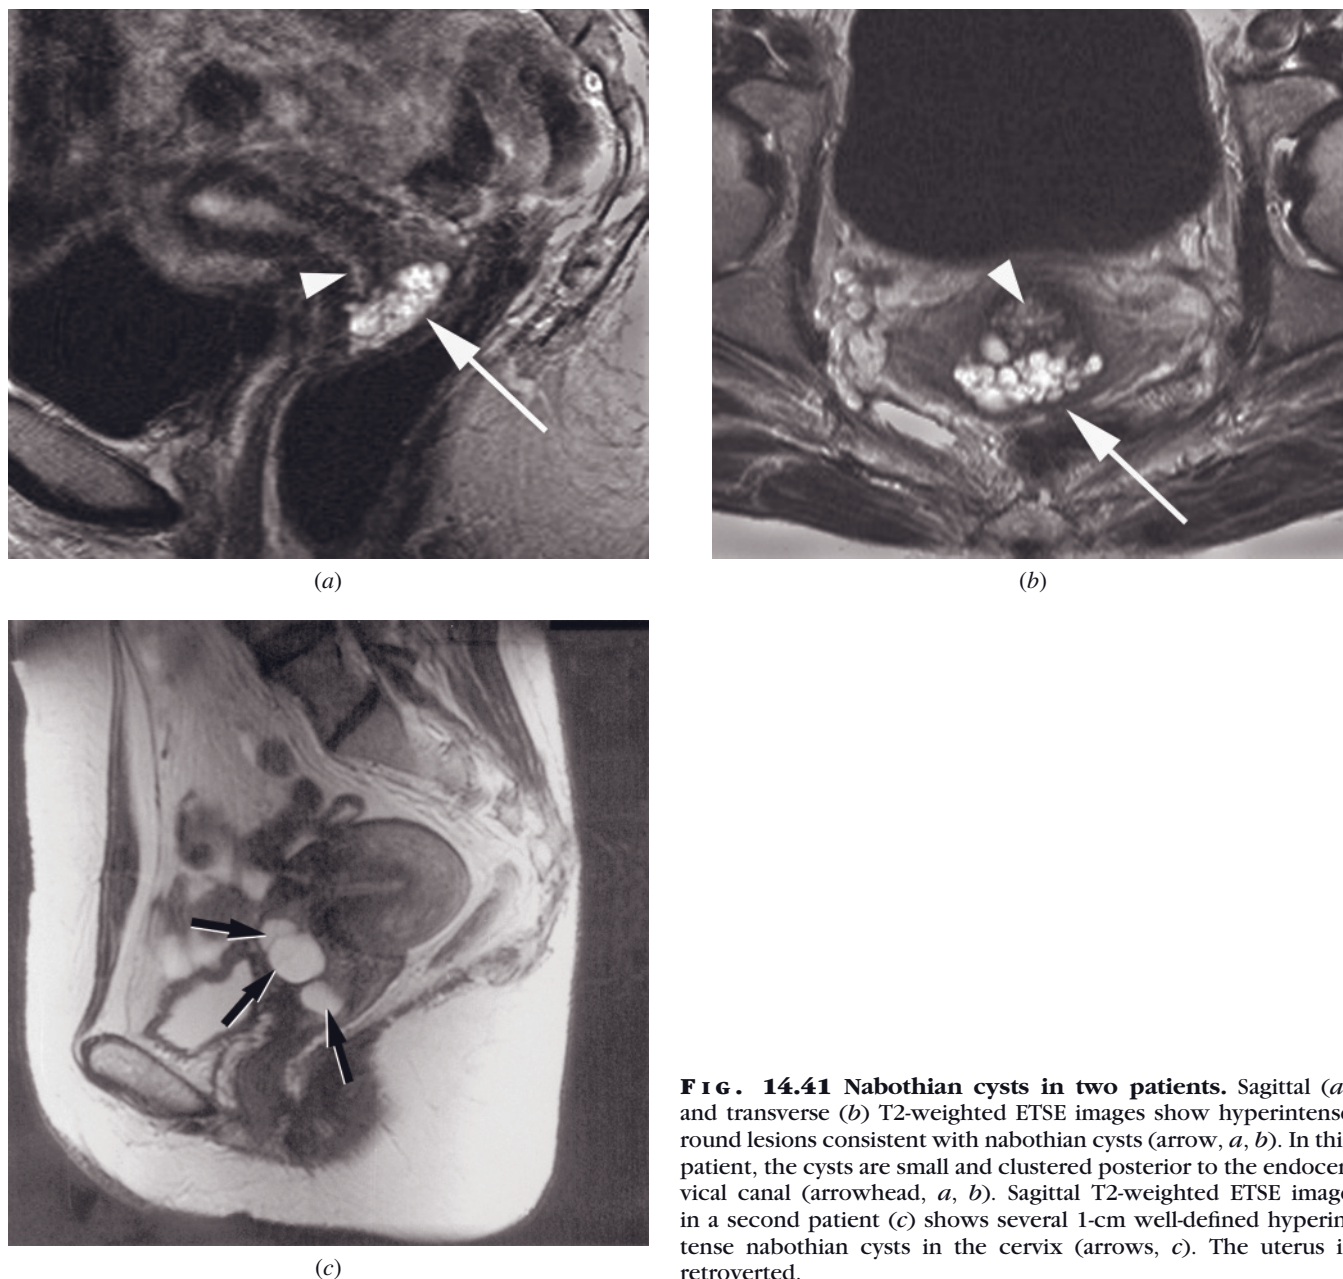 (a)
(b)
(c)
FIG. 14.41 Nabothian cysts in two patients. Sagittal (a
and transverse (b) T2-weighted ETSE images show hyperintense
round lesions consistent with nabothian cysts (arrow, a, b). In thi
patient, the cysts are small and clustered posterior to the endocer
vical canal (arrowhead, a, b). Sagittal T2-weighted ETSE image
in a second patient (c) shows several 1-cm well-defined hyperin
tense nabothian cysts in the cervix (arrows, c). The uterus i
retroverted.